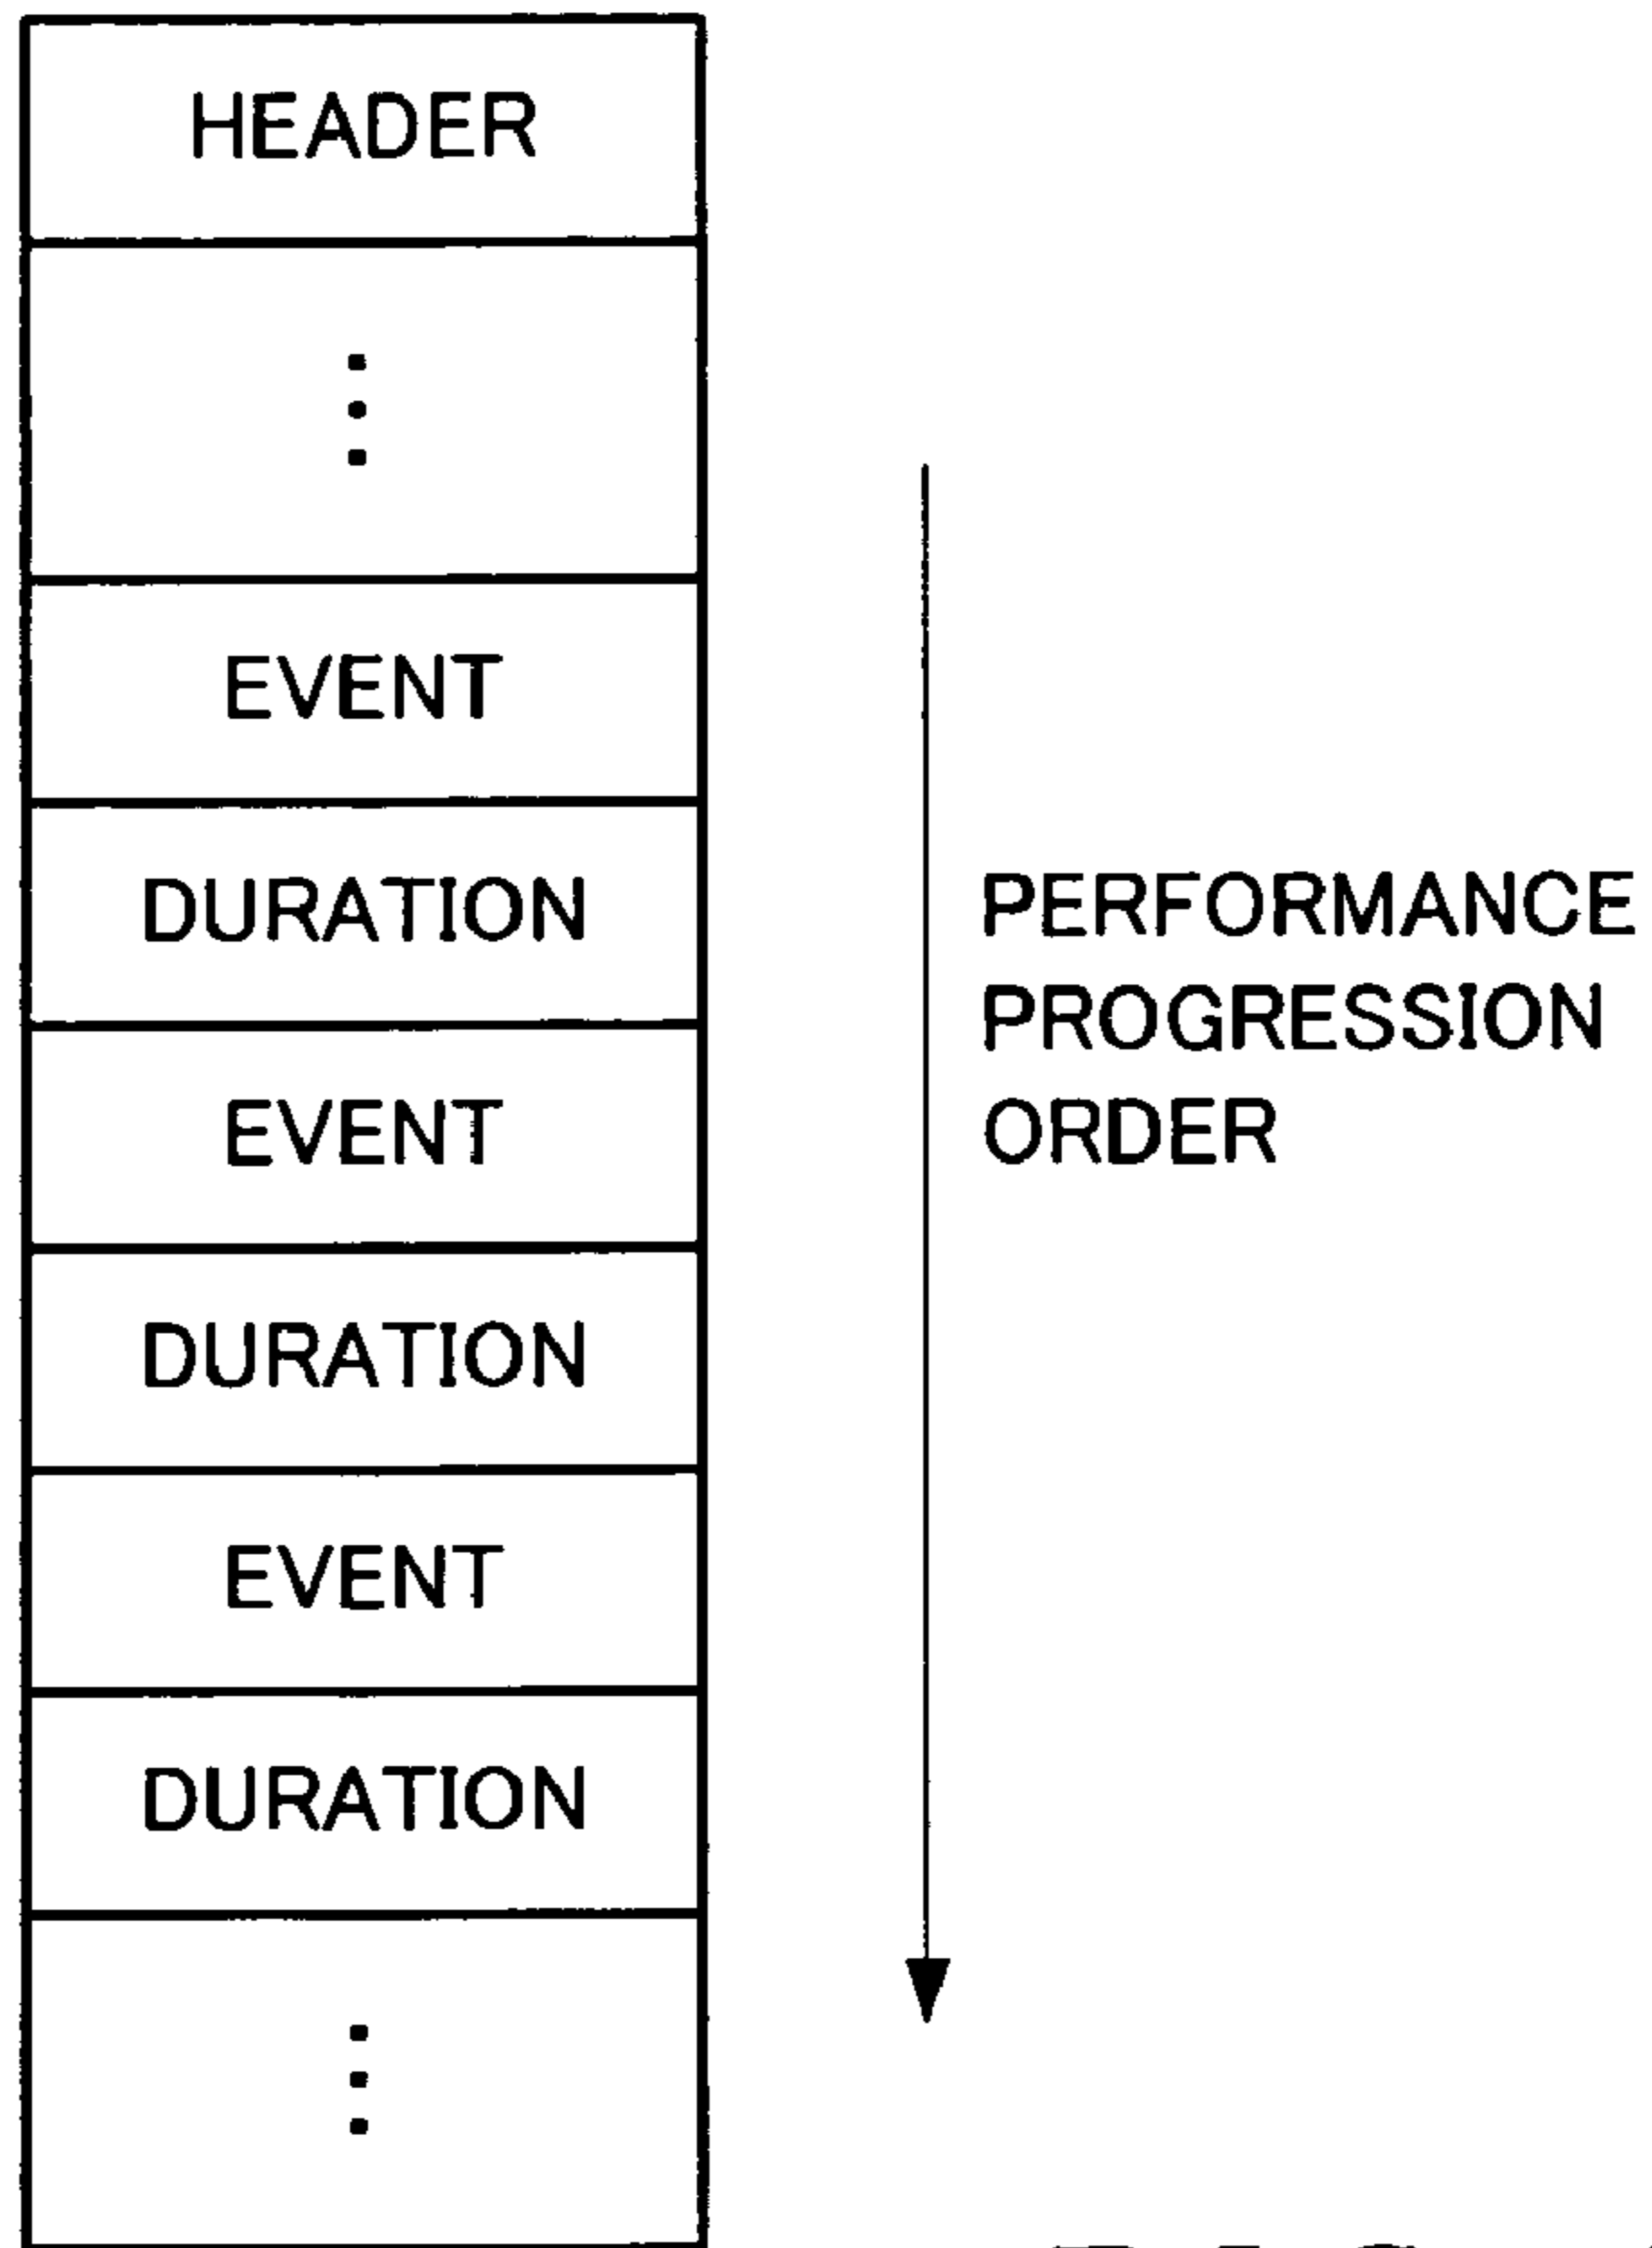 HEADER
EVENT
DURATION
EVENT
DURATION
EVENT
DURATION
PERFORMANCE
PROGRESSION
ORDER